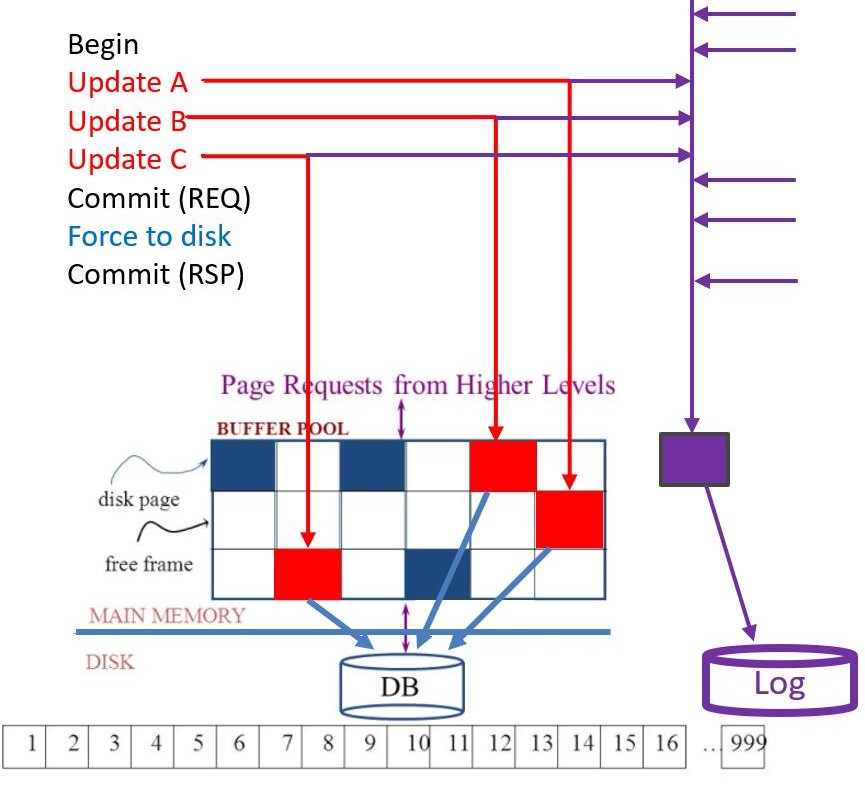 Begin
Update A
Update B
Update C
Commit (REQ)
Force to disk
Commit (RSP)
Page Requests from Higher Levels
BUFFER POOL
disk page
free frame
MAIN MEMORY
DISK
DB
Log
1 2 3 4 5 6 7 8 9 10 11 12 13 14 15 16 ... 999